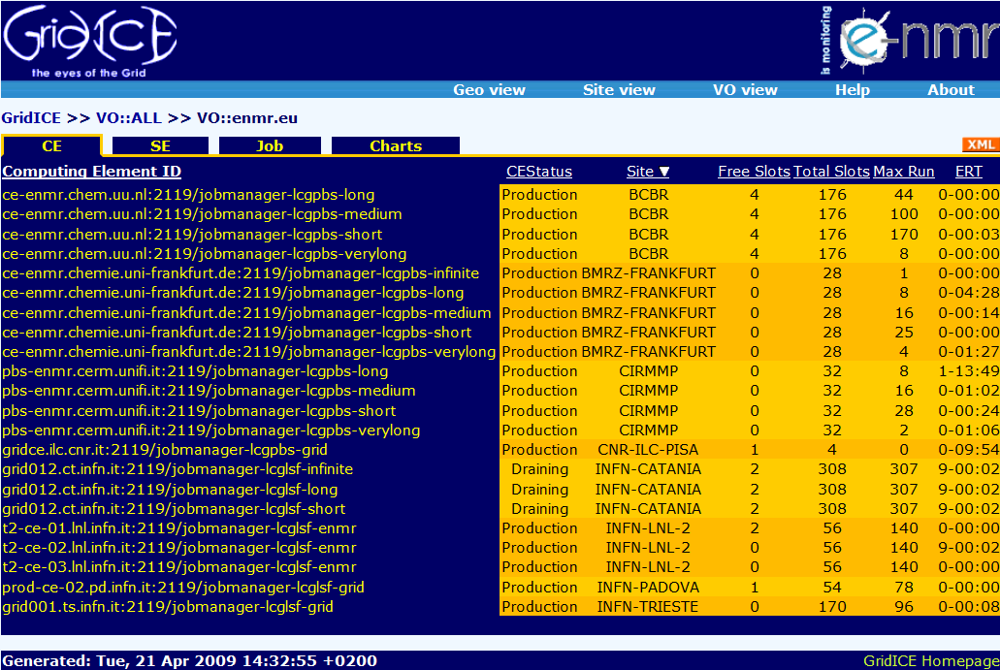 GridICE
the eyes of the Grid
is monitoring
e-nmr
Geo view Site view VO view Help About
GridICE >> VO::ALL >> VO::enmr.eu
CE SE Job Charts XML
Computing Element ID CEStatus Site ▼ Free Slots Total Slots Max Run ERT
ce-enmr.chem.uu.nl:2119/jobmanager-lcgpbs-long Production BCBR 4 176 44 0-00:00
ce-enmr.chem.uu.nl:2119/jobmanager-lcgpbs-medium Production BCBR 4 176 100 0-00:00
ce-enmr.chem.uu.nl:2119/jobmanager-lcgpbs-short Production BCBR 4 176 170 0-00:03
ce-enmr.chem.uu.nl:2119/jobmanager-lcgpbs-verylong Production BCBR 4 176 8 0-00:00
ce-enmr.chemie.uni-frankfurt.de:2119/jobmanager-lcgpbs-infinite Production BMRZ-FRANKFURT 0 28 1 0-00:00
ce-enmr.chemie.uni-frankfurt.de:2119/jobmanager-lcgpbs-long Production BMRZ-FRANKFURT 0 28 8 0-04:28
ce-enmr.chemie.uni-frankfurt.de:2119/jobmanager-lcgpbs-medium Production BMRZ-FRANKFURT 0 28 16 0-00:14
ce-enmr.chemie.uni-frankfurt.de:2119/jobmanager-lcgpbs-short Production BMRZ-FRANKFURT 0 28 25 0-00:00
ce-enmr.chemie.uni-frankfurt.de:2119/jobmanager-lcgpbs-verylong Production BMRZ-FRANKFURT 0 28 4 0-01:27
pbs-enmr.cerm.unifi.it:2119/jobmanager-lcgpbs-long Production CIRMMP 0 32 8 1-13:49
pbs-enmr.cerm.unifi.it:2119/jobmanager-lcgpbs-medium Production CIRMMP 0 32 16 0-01:02
pbs-enmr.cerm.unifi.it:2119/jobmanager-lcgpbs-short Production CIRMMP 0 32 28 0-00:24
pbs-enmr.cerm.unifi.it:2119/jobmanager-lcgpbs-verylong Production CIRMMP 0 32 2 0-01:06
gridce.ilc.cnr.it:2119/jobmanager-lcgpbs-grid Production CNR-ILC-PISA 1 4 0 0-09:54
grid012.ct.infn.it:2119/jobmanager-lcglsf-infinite Draining INFN-CATANIA 2 308 307 9-00:02
grid012.ct.infn.it:2119/jobmanager-lcglsf-long Draining INFN-CATANIA 2 308 307 9-00:02
grid012.ct.infn.it:2119/jobmanager-lcglsf-short Draining INFN-CATANIA 2 308 307 9-00:02
t2-ce-01.lnl.infn.it:2119/jobmanager-lcglsf-enmr Production INFN-LNL-2 2 56 140 0-00:00
t2-ce-02.lnl.infn.it:2119/jobmanager-lcglsf-enmr Production INFN-LNL-2 0 56 140 9-00:02
t2-ce-03.lnl.infn.it:2119/jobmanager-lcglsf-enmr Production INFN-LNL-2 0 56 140 0-00:00
prod-ce-02.pd.infn.it:2119/jobmanager-lcglsf-grid Production INFN-PADOVA 1 54 78 0-00:00
grid001.ts.infn.it:2119/jobmanager-lcglsf-grid Production INFN-TRIESTE 0 170 96 0-00:08
Generated: Tue, 21 Apr 2009 14:32:55 +0200 GridICE Homepage